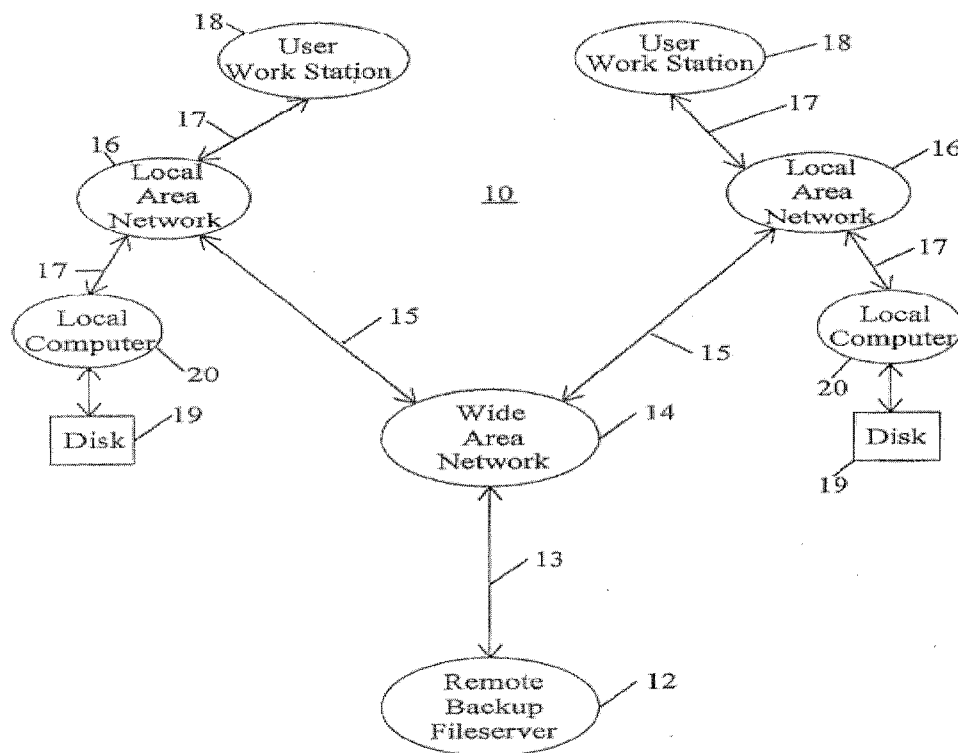 18
User
Work Station
User
Work Station
18
17
17
16
Local
Area
Network
10
Local
Area
Network
16
17
17
Local
Computer
20
15
15
Local
Computer
20
Disk
19
Wide
Area
Network
14
Disk
19
13
Remote
Backup
Fileserver
12